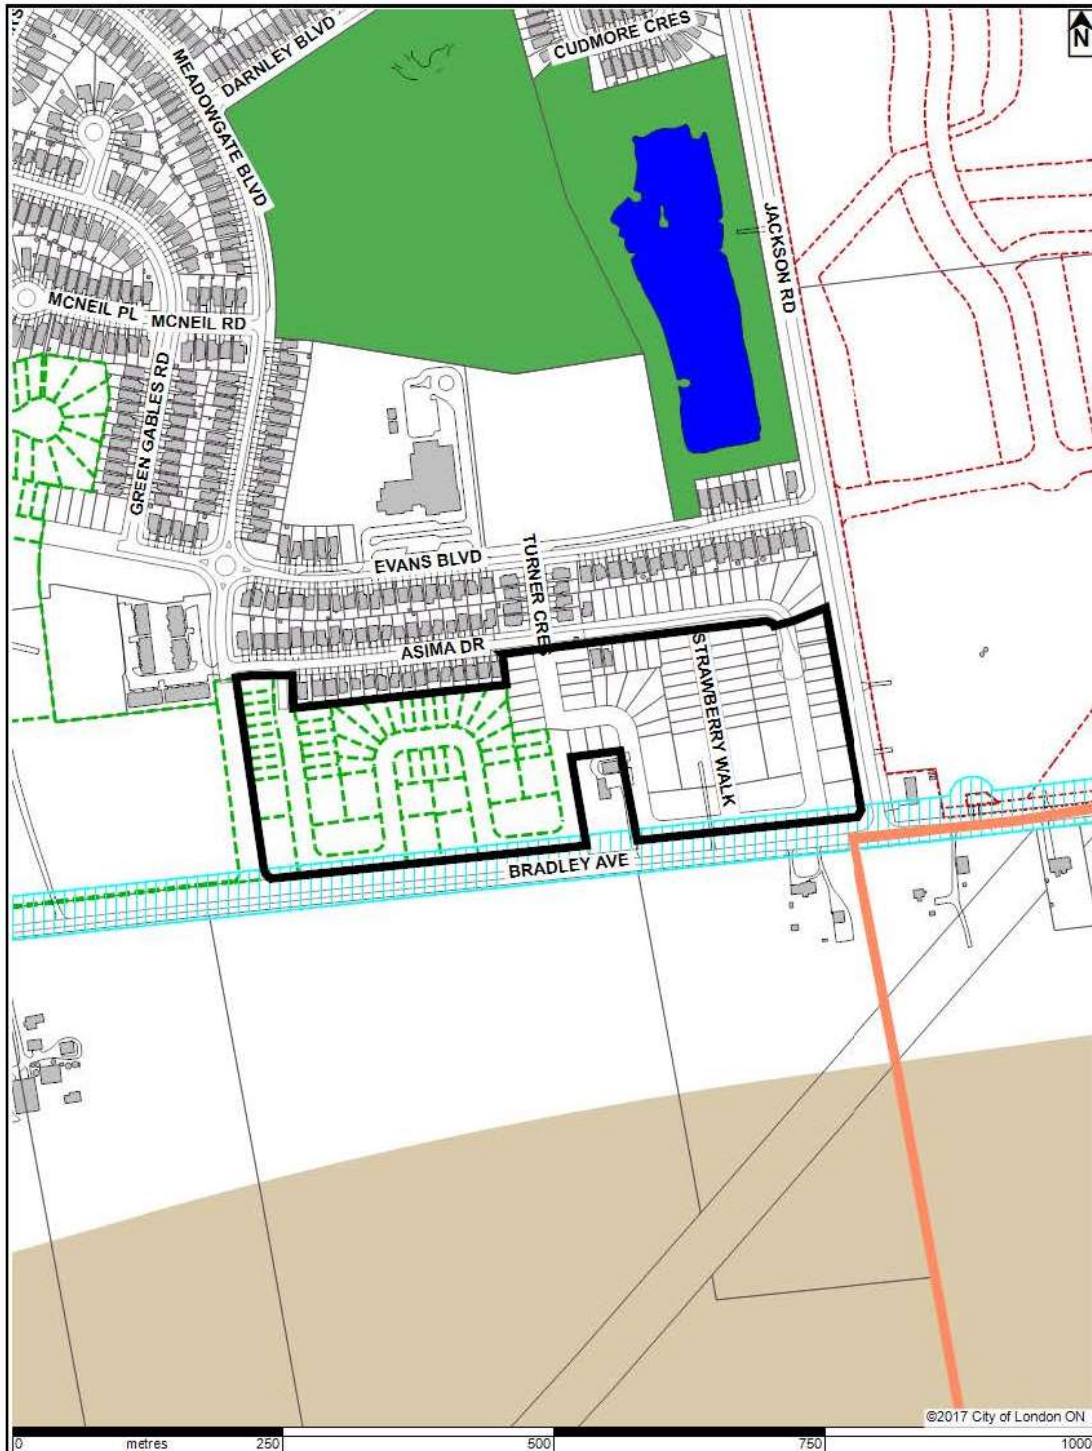 CUDMORE CRES
N
DARNLEY BLVD
MEADOWGATE BLVD
JACKSON RD
MCNEIL PL
MCNEIL RD
GREEN GABLES RD
EVANS BLVD
TURNER CRES
ASIMA DR
STRAWBERRY WALK
BRADLEY AVE
©2017 City of London ON
0 metres 250 500 750 1000